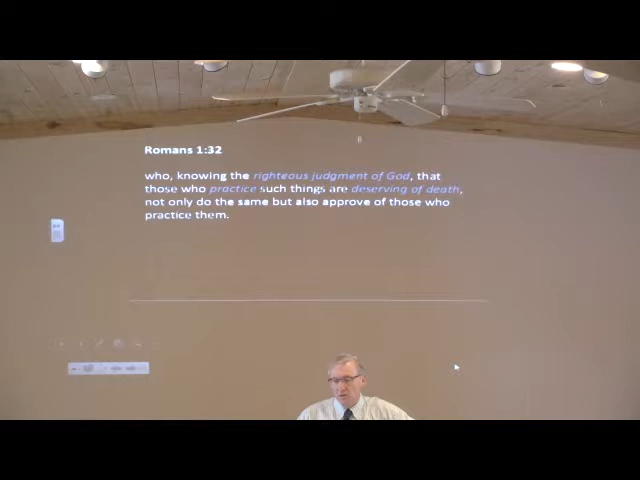 Romans 1:32
who, knowing the righteous judgment of God, that
those who practice such things are deserving of death,
not only do the same but also approve of those who
practice them.